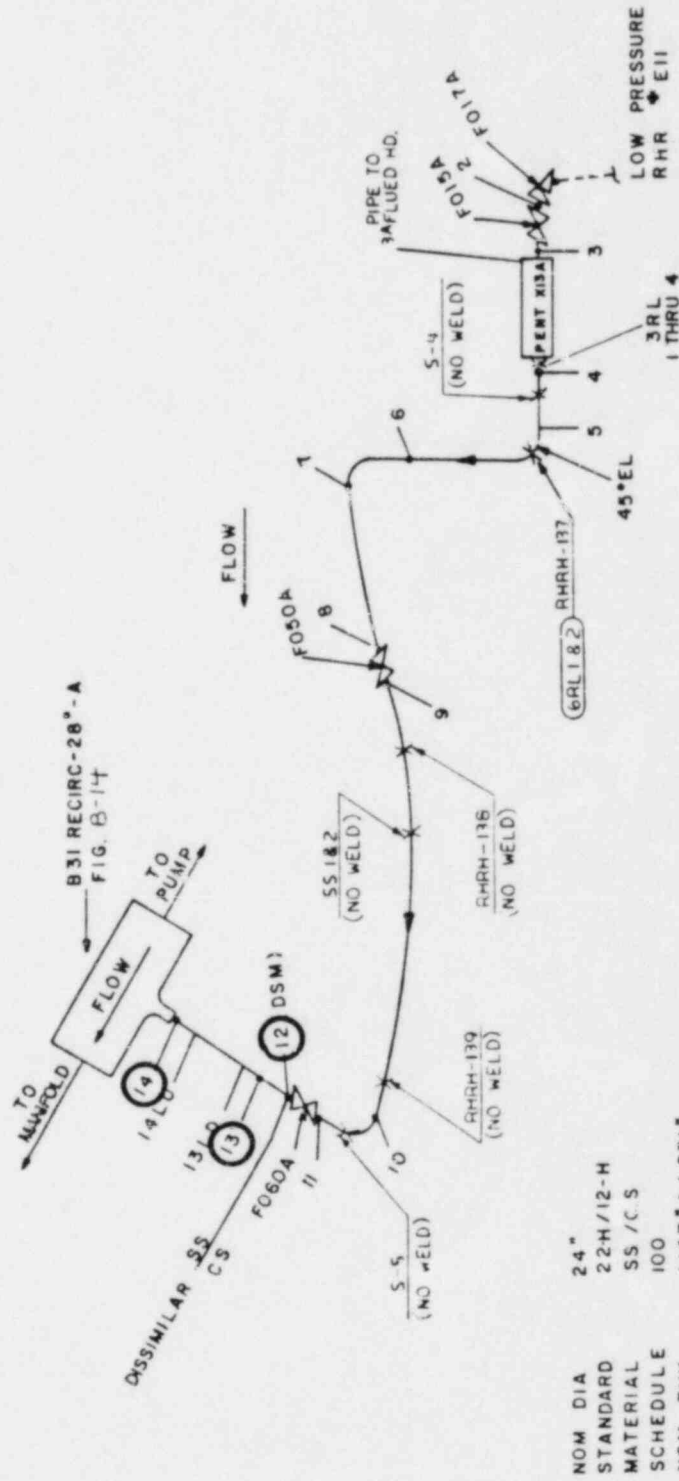 B31 RECIRC-28"-A
FIG. B-14
TO
MANIFOLD
FLOW
TO
PUMP
14
14LO
13LO
13
12
(DSM)
DISSIMILAR SS
CS
F060A
11
S-5
(NO WELD)
10
RHRH-139
(NO WELD)
SS 1&2
(NO WELD)
RHRH-138
(NO WELD)
9
F050A
8
FLOW
7
6
6RL 1 & 2
RHRH-137
45° EL
5
S-4
(NO WELD)
4
3RL
1 THRU 4
PENT X13A
PIPE TO
3A FLUED HD.
3
F015A
2
F017A
LOW PRESSURE
RHR E11
NOM DIA 24"
STANDARD 22-H/12-H
MATERIAL SS/CS
SCHEDULE 100